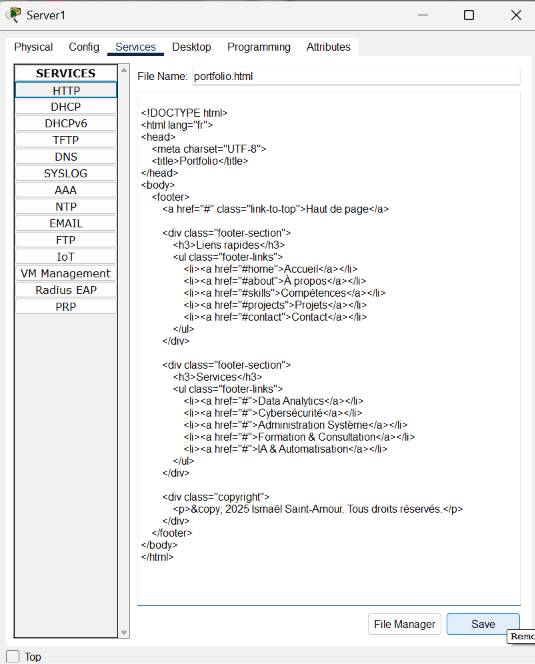 Server1
Physical Config Services Desktop Programming Attributes
SERVICES
HTTP
DHCP
DHCPv6
TFTP
DNS
SYSLOG
AAA
NTP
EMAIL
FTP
IoT
VM Management
Radius EAP
PRP
File Name: portfolio.html
<!DOCTYPE html>
<html lang="fr">
<head>
<meta charset="UTF-8">
<title>Portfolio</title>
</head>
<body>
<footer>
<a href="#" class="link-to-top">Haut de page</a>
<div class="footer-section">
<h3>Liens rapides</h3>
<ul class="footer-links">
<li><a href="#home">Accueil</a></li>
<li><a href="#about">À propos</a></li>
<li><a href="#skills">Compétences</a></li>
<li><a href="#projects">Projets</a></li>
<li><a href="#contact">Contact</a></li>
</ul>
</div>
<div class="footer-section">
<h3>Services</h3>
<ul class="footer-links">
<li><a href="#">Data Analytics</a></li>
<li><a href="#">Cybersécurité</a></li>
<li><a href="#">Administration Système</a></li>
<li><a href="#">Formation & Consultation</a></li>
<li><a href="#">IA & Automatisation</a></li>
</ul>
</div>
<div class="copyright">
<p>&copy; 2025 Ismaël Saint-Amour. Tous droits réservés.</p>
</div>
</footer>
</body>
</html>
File Manager Save
Top